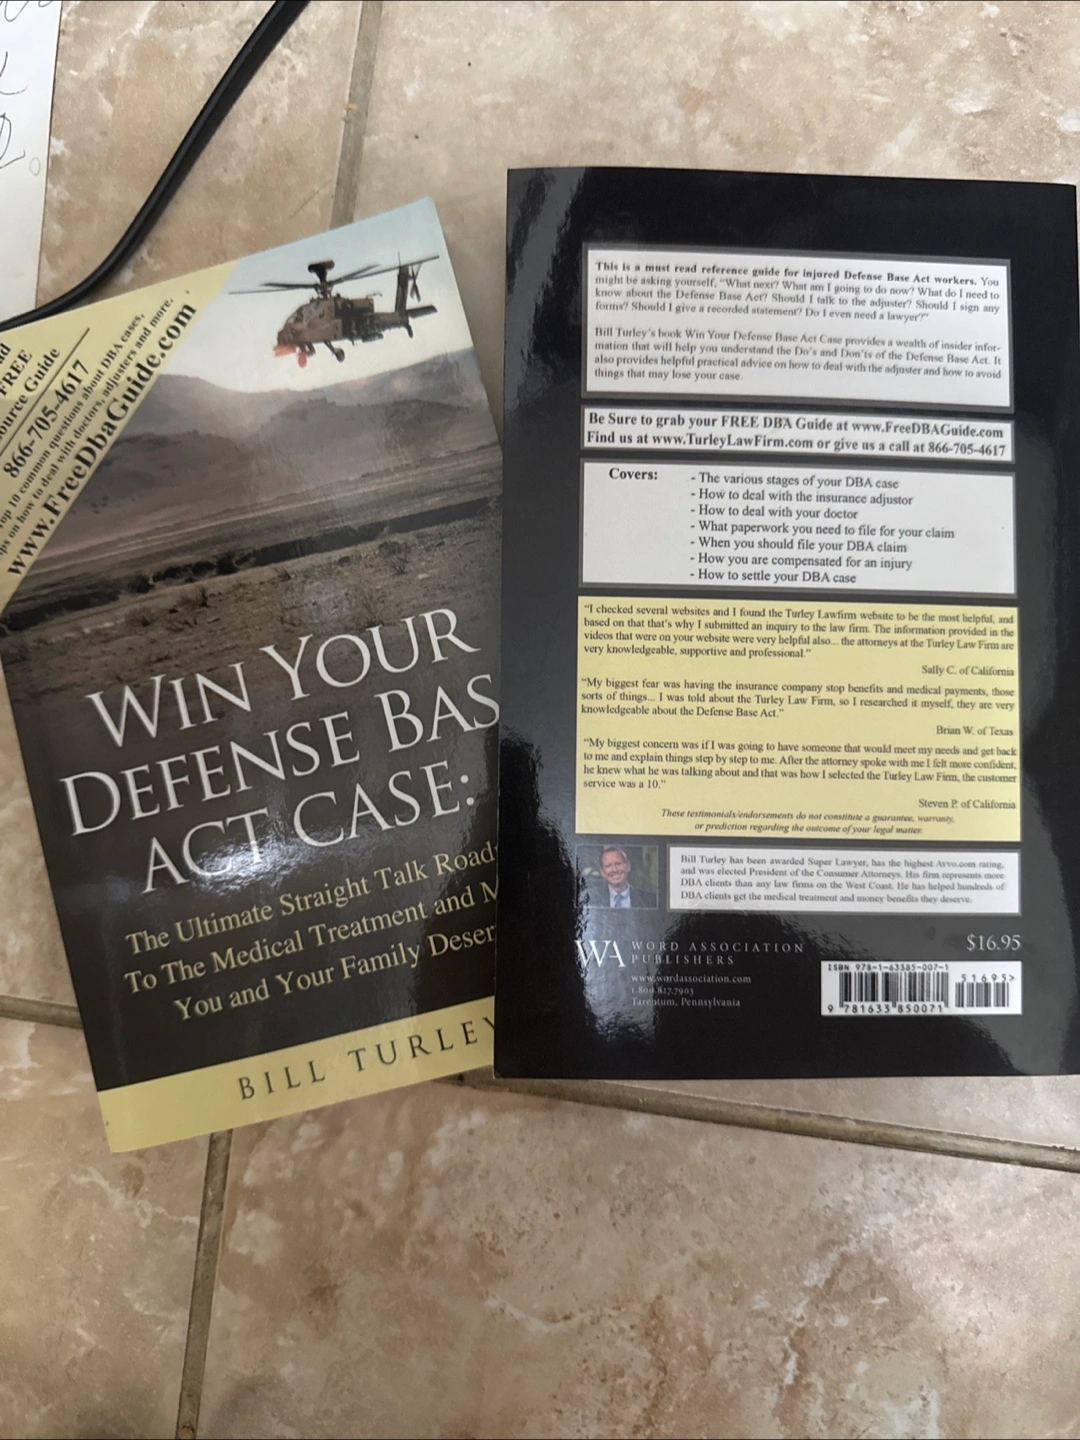 FREE
Source Guide
866-705-4617
top 10 common questions about DBA cases,
on how to deal with doctors, adjusters and more.
www.FreeDbaGuide.com
WIN YOUR
DEFENSE BAS
ACT CASE:
The Ultimate Straight Talk Road
To The Medical Treatment and M
You and Your Family Deser
BILL TURLEY
This is a must read reference guide for injured Defense Base Act workers. You
might be asking yourself, "What next? What am I going to do now? What do I need to
know about the Defense Base Act? Should I talk to the adjuster? Should I sign any
forms? Should I give a recorded statement? Do I even need a lawyer?"
Bill Turley's book Win Your Defense Base Act Case provides a wealth of insider infor-
mation that will help you understand the Do's and Don'ts of the Defense Base Act. It
also provides helpful practical advice on how to deal with the adjuster and how to avoid
things that may lose your case.
Be Sure to grab your FREE DBA Guide at www.FreeDBAGuide.com
Find us at www.TurleyLawFirm.com or give us a call at 866-705-4617
Covers: - The various stages of your DBA case
- How to deal with the insurance adjustor
- How to deal with your doctor
- What paperwork you need to file for your claim
- When you should file your DBA claim
- How you are compensated for an injury
- How to settle your DBA case
"I checked several websites and I found the Turley Lawfirm website to be the most helpful, and
based on that that's why I submitted an inquiry to the law firm. The information provided in the
videos that were on your website were very helpful also... the attorneys at the Turley Law Firm are
very knowledgeable, supportive and professional."
Sally C. of California
"My biggest fear was having the insurance company stop benefits and medical payments, those
sorts of things... I was told about the Turley Law Firm, so I researched it myself, they are very
knowledgeable about the Defense Base Act."
Brian W. of Texas
"My biggest concern was if I was going to have someone that would meet my needs and get back
to me and explain things step by step to me. After the attorney spoke with me I felt more confident,
he knew what he was talking about and that was how I selected the Turley Law Firm, the customer
service was a 10."
Steven P. of California
These testimonials/endorsements do not constitute a guarantee, warranty,
or prediction regarding the outcome of your legal matter.
Bill Turley has been awarded Super Lawyer, has the highest Avvo.com rating,
and was elected President of the Consumer Attorneys. His firm represents more
DBA clients than any law firms on the West Coast. He has helped hundreds of
DBA clients get the medical treatment and money benefits they deserve.
WA WORD ASSOCIATION
PUBLISHERS
www.wordassociation.com
1.800.827.7903
Tarentum, Pennsylvania
$16.95
ISBN 978-1-63385-007-1
51695>
9 781633 850071